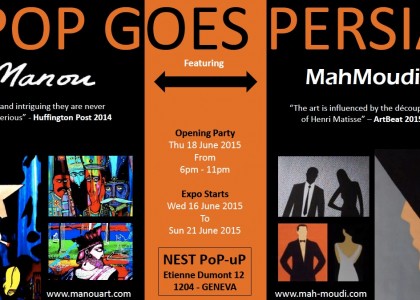 POP GOES PERSIA
Featuring
Manou
MahMoudi
and intriguing they are never
erious" - Huffington Post 2014
"The art is influenced by the découp
of Henri Matisse" – ArtBeat 2015
Opening Party
Thu 18 June 2015
From
6pm - 11pm
Expo Starts
Wed 16 June 2015
To
Sun 21 June 2015
NEST PoP-uP
Etienne Dumont 12
1204 - GENEVA
www.manouart.com
www.mah-moudi.com